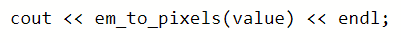 cout << em_to_pixels(value) << endl;